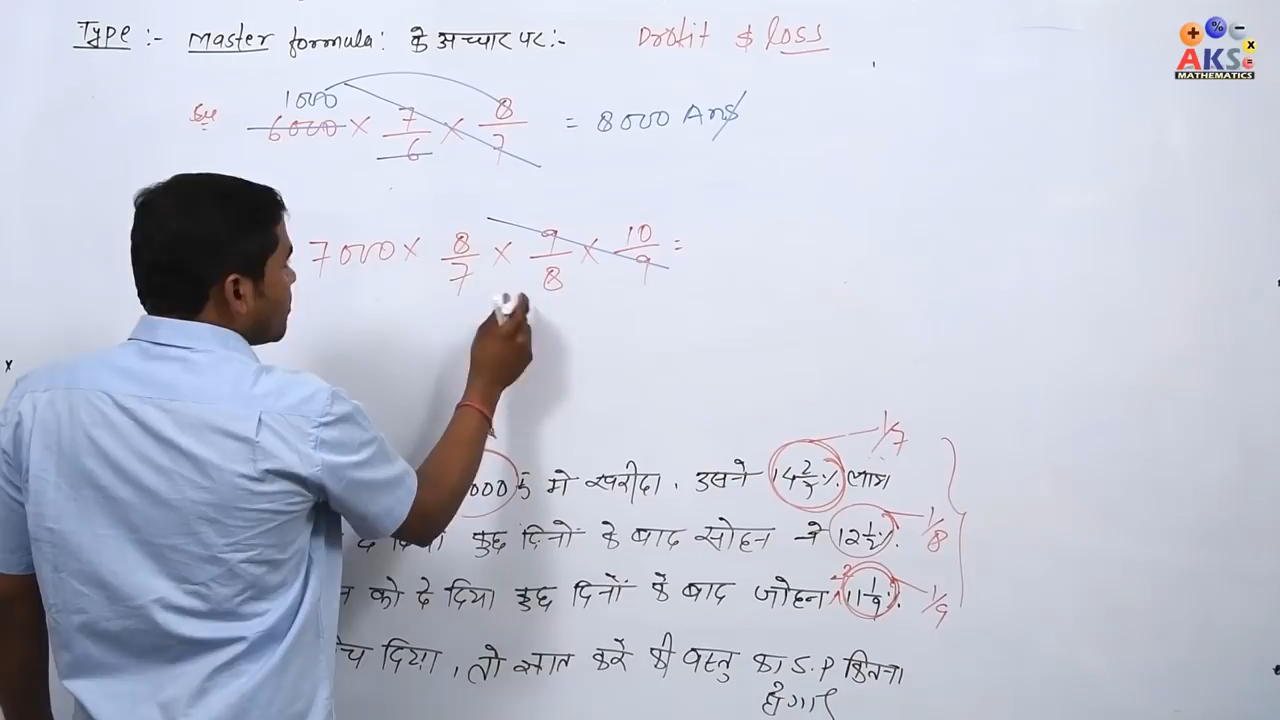 Type :- Master formula: के अच्चार पर:- Profit & loss
1000
6000 × 7/6 × 8/7 = 8000 Ans
7000 × 8/7 × 9/8 × 10/9 =
1/7
000 ₹ मे खरीदा. उसने 14 2/7 % लाभ
कुछ दिनों के बाद सोहन ने 12 1/2 %. 1/8
को दे दिया कुछ दिनों के बाद जोहन ने 11 1/9 %. 1/9
दिया, तो ज्ञात करें की वस्तु का S.P कितना
होगा
+ % − ×
AKS =
MATHEMATICS